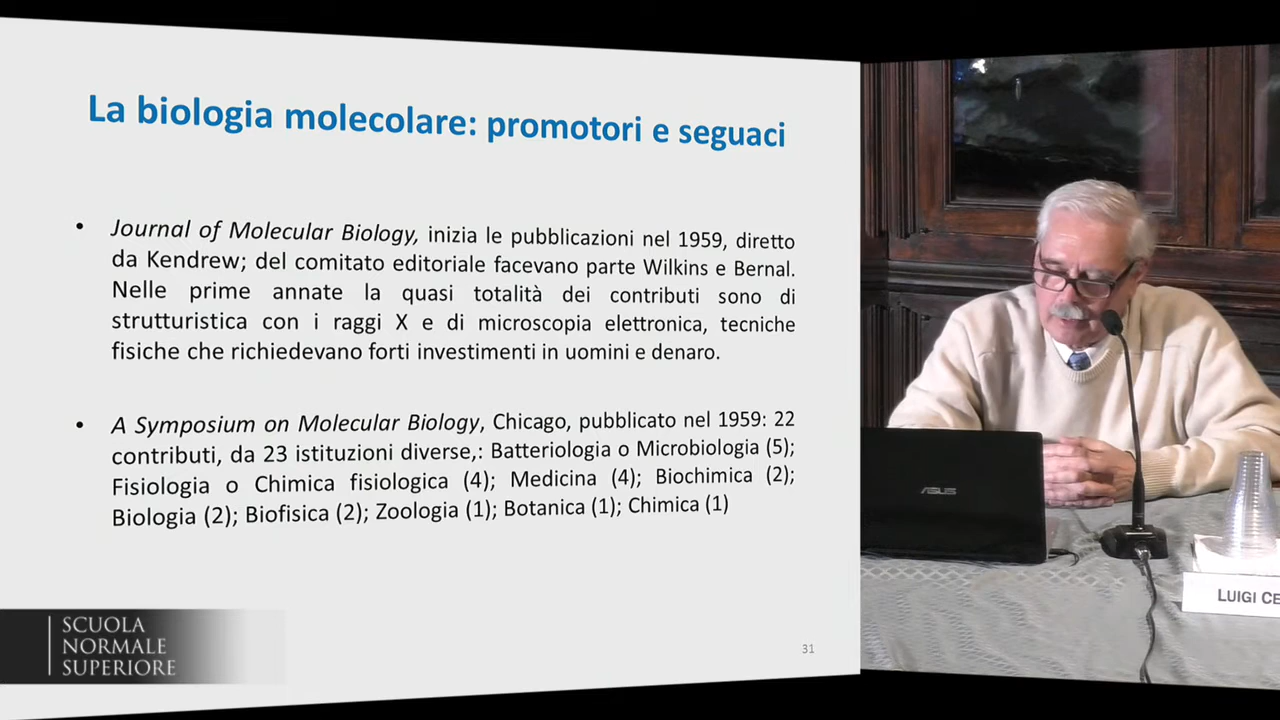 La biologia molecolare: promotori e seguaci
• Journal of Molecular Biology, inizia le pubblicazioni nel 1959, diretto
da Kendrew; del comitato editoriale facevano parte Wilkins e Bernal.
Nelle prime annate la quasi totalità dei contributi sono di
strutturistica con i raggi X e di microscopia elettronica, tecniche
fisiche che richiedevano forti investimenti in uomini e denaro.
• A Symposium on Molecular Biology, Chicago, pubblicato nel 1959: 22
contributi, da 23 istituzioni diverse,: Batteriologia o Microbiologia (5);
Fisiologia o Chimica fisiologica (4); Medicina (4); Biochimica (2);
Biologia (2); Biofisica (2); Zoologia (1); Botanica (1); Chimica (1)
31
SCUOLA
NORMALE
SUPERIORE
ASUS
LUIGI CE